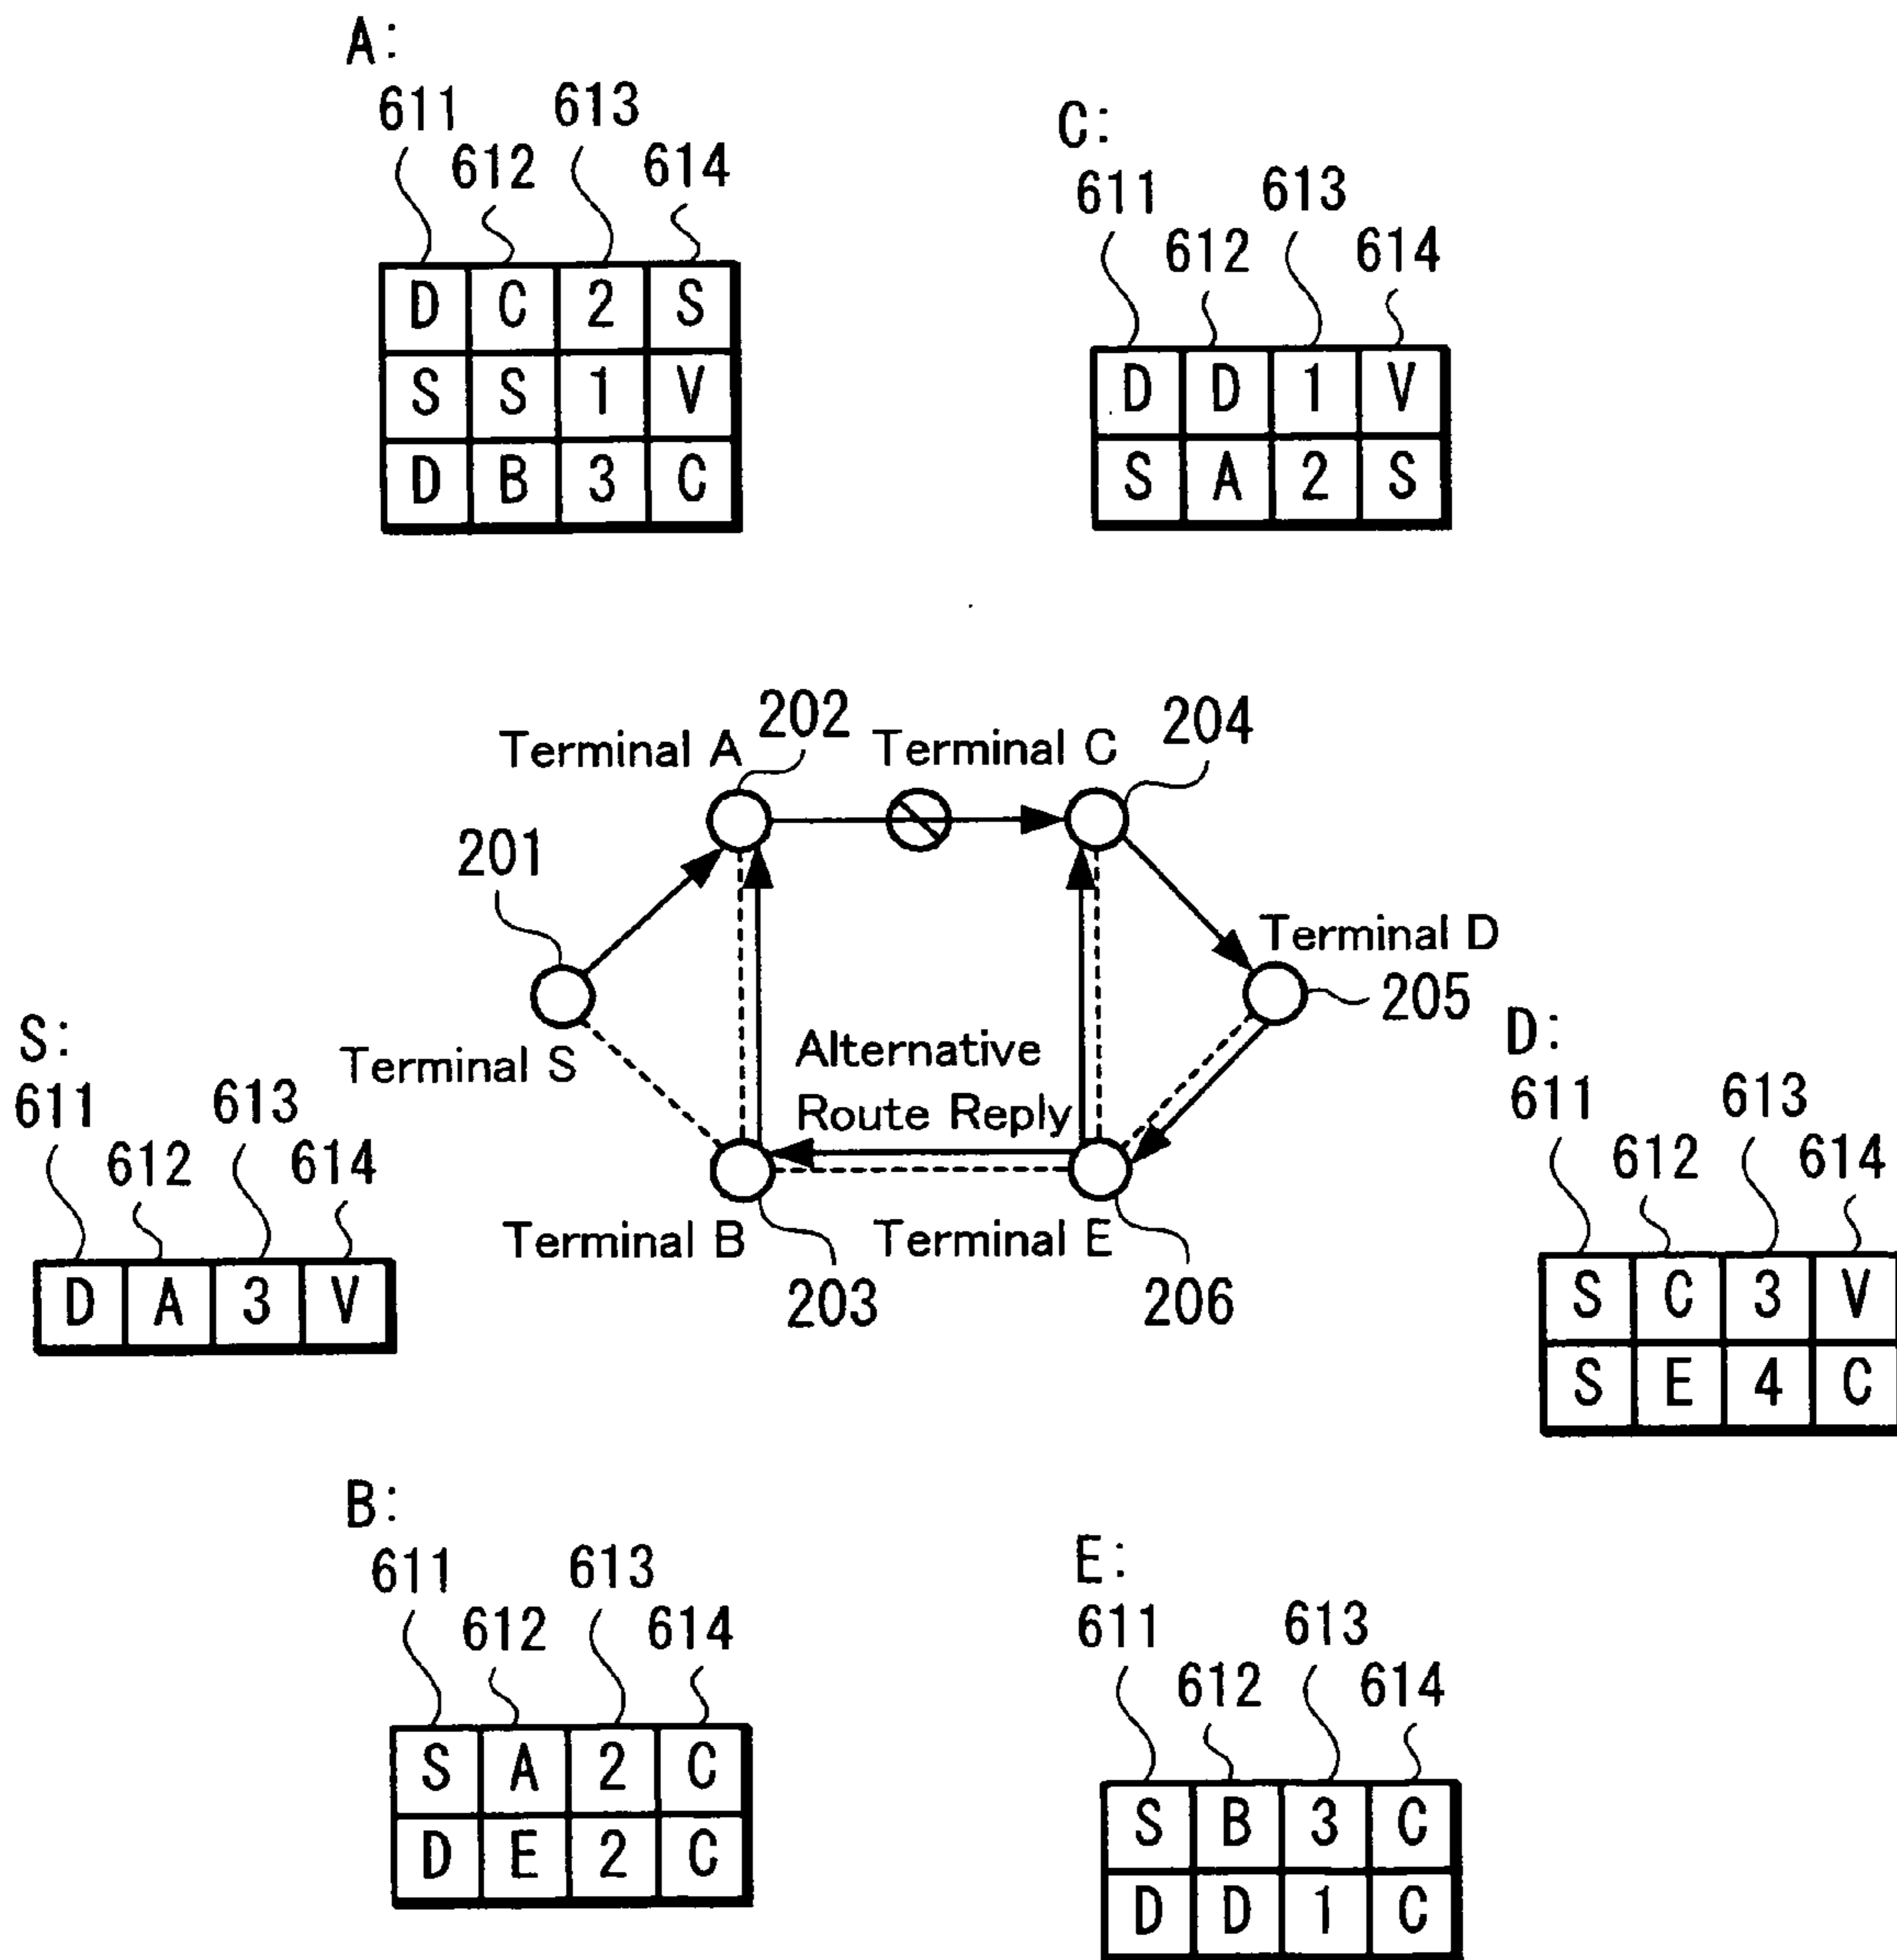 A:
611 613
612 614
D C 2 S
S S 1 V
D B 3 C
C:
611 613
612 614
D D 1 V
S A 2 S
202 204
Terminal A Terminal C
201
Terminal D
205
Terminal S
Alternative
Route Reply
Terminal B Terminal E
203 206
S:
611 613
612 614
D A 3 V
D:
611 613
612 614
S C 3 V
S E 4 C
B:
611 613
612 614
S A 2 C
D E 2 C
E:
611 613
612 614
S B 3 C
D D 1 C